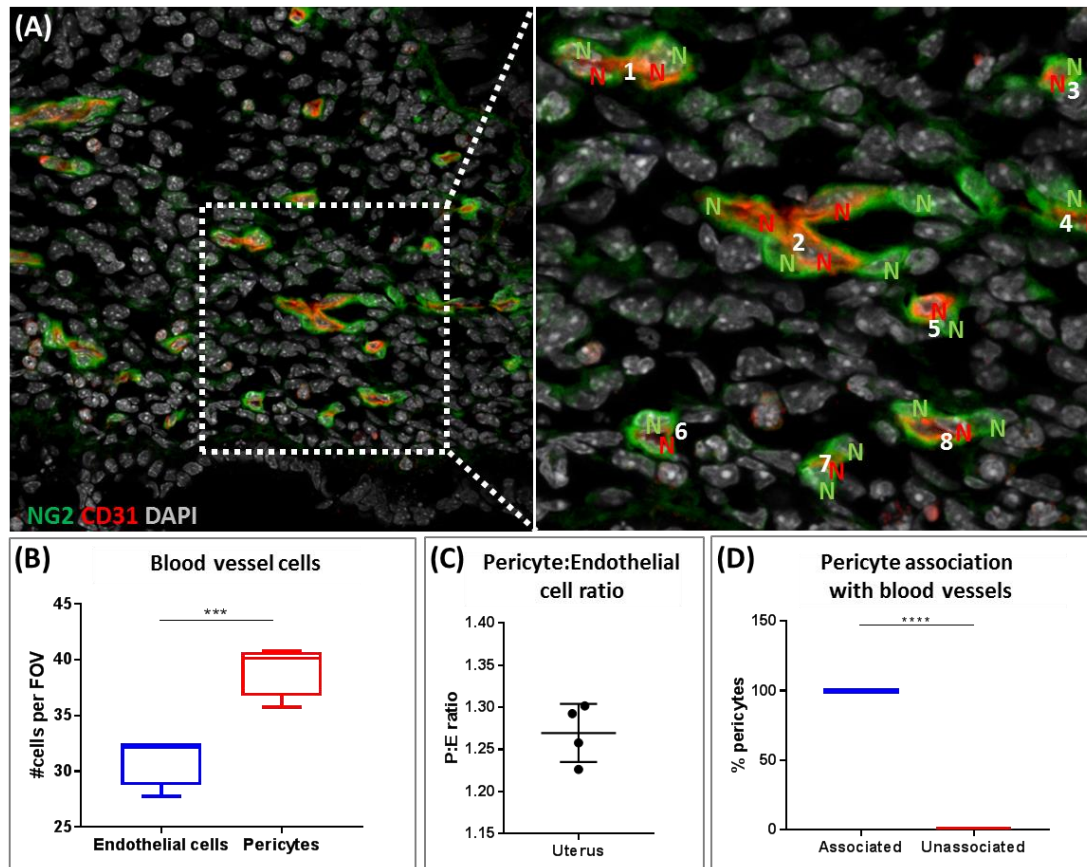 (A)
N
N
N
N
1
N
N
3
N
N
N
N
4
2
N
N
N
N
5
N
N
N
6
N
N
N
8
N
7
N
N
NG2 CD31 DAPI
(B)
Blood vessel cells
45
40
35
30
25
#cells per FOV
***
Endothelial cells
Pericytes
(C)
Pericyte:Endothelial
cell ratio
1.40
1.35
1.30
1.25
1.20
1.15
P:E ratio
Uterus
(D)
Pericyte association
with blood vessels
150
100
50
0
% pericytes
****
Associated
Unassociated